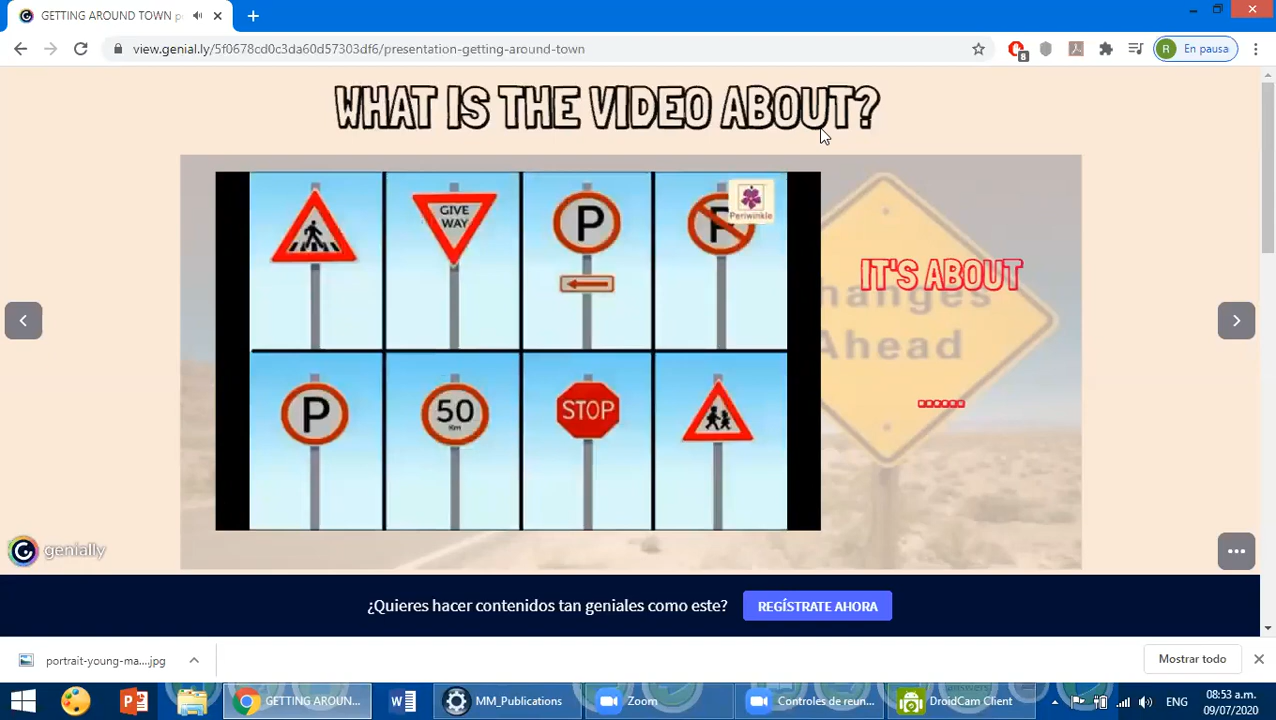 GETTING AROUND TOWN p
view.genial.ly/5f0678cd0c3da60d57303df6/presentation-getting-around-town
8
R
En pausa
WHAT IS THE VIDEO ABOUT?
GIVE
WAY
P
P
Periwinkle
P
50
Km
STOP
IT'S ABOUT
......
Changes
Ahead
genially
¿Quieres hacer contenidos tan geniales como este?
REGÍSTRATE AHORA
portrait-young-ma....jpg
Mostrar todo
GETTING AROUN...
MM_Publications
Zoom
Controles de reun...
DroidCam Client
ENG
08:53 a.m.
09/07/2020